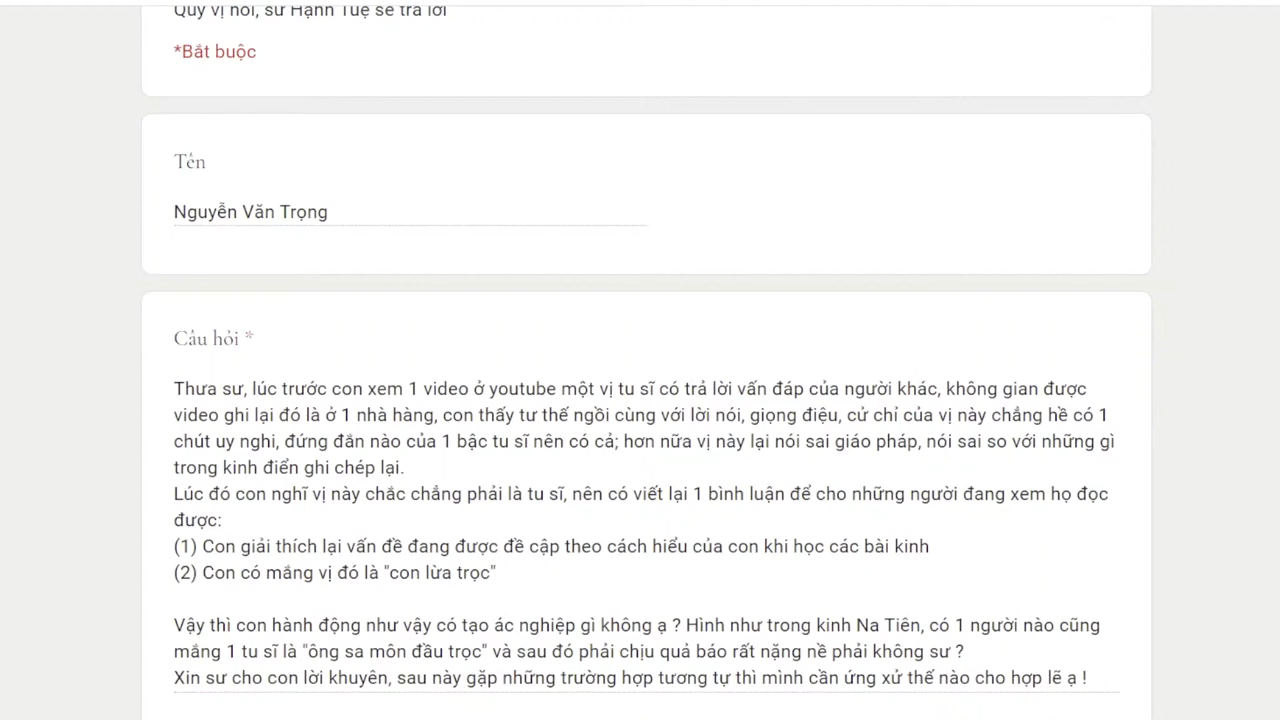 Quý vị hỏi, sư Hạnh Tuệ sẽ trả lời
*Bắt buộc
Tên
Nguyễn Văn Trọng
Câu hỏi *
Thưa sư, lúc trước con xem 1 video ở youtube một vị tu sĩ có trả lời vấn đáp của người khác, không gian được
video ghi lại đó là ở 1 nhà hàng, con thấy tư thế ngồi cùng với lời nói, giọng điệu, cử chỉ của vị này chẳng hề có 1
chút uy nghi, đứng đắn nào của 1 bậc tu sĩ nên có cả; hơn nữa vị này lại nói sai giáo pháp, nói sai so với những gì
trong kinh điển ghi chép lại.
Lúc đó con nghĩ vị này chắc chẳng phải là tu sĩ, nên có viết lại 1 bình luận để cho những người đang xem họ đọc
được:
(1) Con giải thích lại vấn đề đang được đề cập theo cách hiểu của con khi học các bài kinh
(2) Con có mắng vị đó là "con lừa trọc"
Vậy thì con hành động như vậy có tạo ác nghiệp gì không ạ ? Hình như trong kinh Na Tiên, có 1 người nào cũng
mắng 1 tu sĩ là "ông sa môn đầu trọc" và sau đó phải chịu quả báo rất nặng nề phải không sư ?
Xin sư cho con lời khuyên, sau này gặp những trường hợp tương tự thì mình cần ứng xử thế nào cho hợp lẽ ạ !